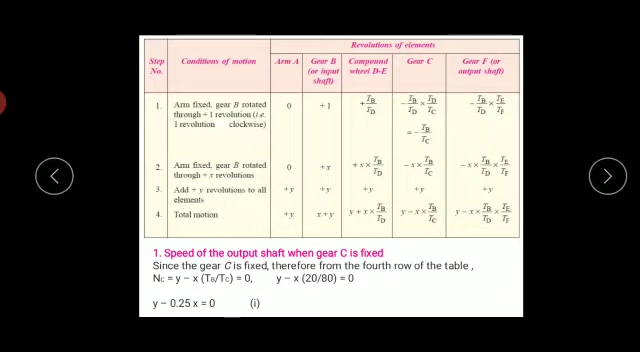 Revolutions of elements
Step No. Conditions of motion Arm A Gear B (or input shaft) Compound wheel D-E Gear C Gear F (or output shaft)
1. Arm fixed, gear B rotated through + 1 revolution (i.e. 1 revolution clockwise) 0 + 1 + TB/TD − TB/TD × TD/TC − TB/TD × TE/TF
= − TB/TC
2. Arm fixed, gear B rotated through + x revolutions 0 + x + x × TB/TD − x × TB/TC − x × TB/TD × TE/TF
3. Add + y revolutions to all elements + y + y + y + y + y
4. Total motion + y x + y y + x × TB/TD y − x × TB/TC y − x × TB/TD × TE/TF
1. Speed of the output shaft when gear C is fixed
Since the gear C is fixed, therefore from the fourth row of the table ,
NC = y − x (TB/TC) = 0, y − x (20/80) = 0
y − 0.25 x = 0 (i)